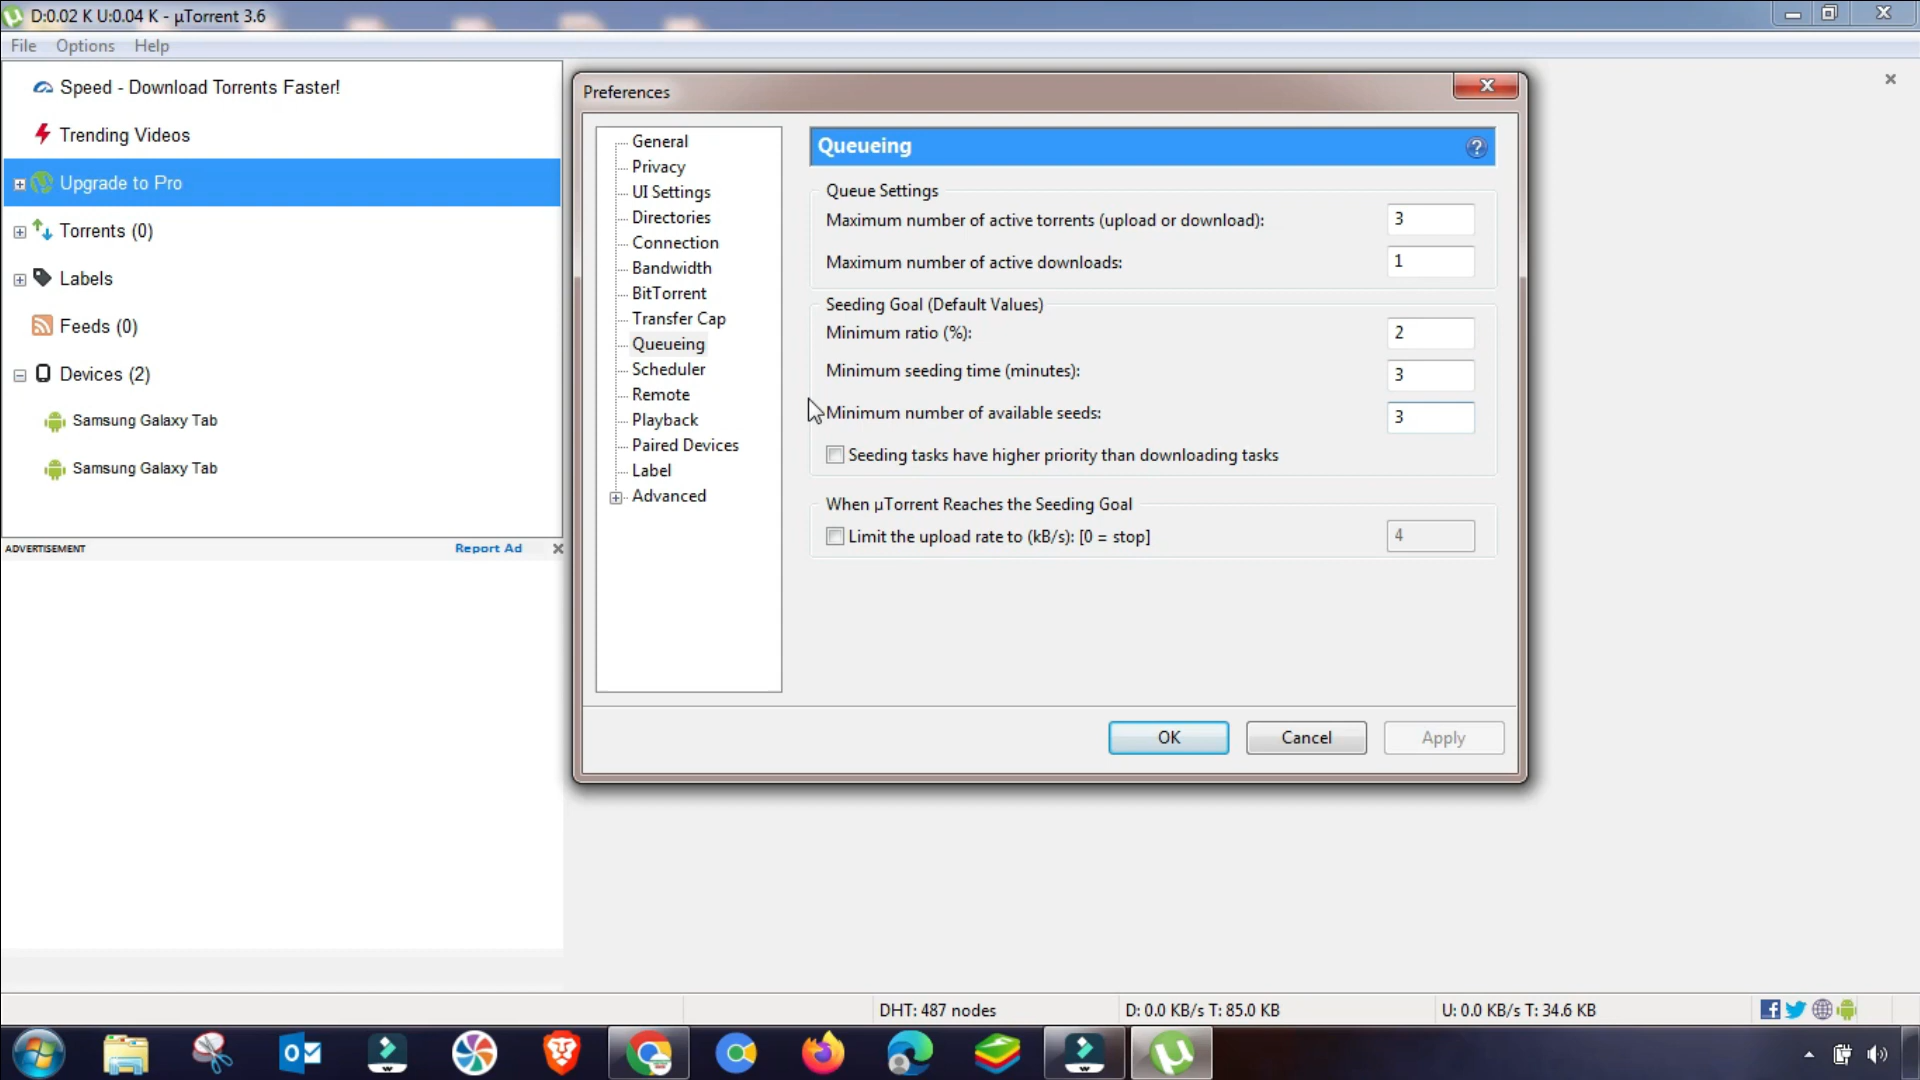 D:0.02 K U:0.04 K - µTorrent 3.6
File Options Help
Speed - Download Torrents Faster!
Trending Videos
Upgrade to Pro
Torrents (0)
Labels
Feeds (0)
Devices (2)
Samsung Galaxy Tab
Samsung Galaxy Tab
ADVERTISEMENT Report Ad
Preferences
General
Privacy
UI Settings
Directories
Connection
Bandwidth
BitTorrent
Transfer Cap
Queueing
Scheduler
Remote
Playback
Paired Devices
Label
Advanced
Queueing
Queue Settings
Maximum number of active torrents (upload or download): 3
Maximum number of active downloads: 1
Seeding Goal (Default Values)
Minimum ratio (%): 2
Minimum seeding time (minutes): 3
Minimum number of available seeds: 3
Seeding tasks have higher priority than downloading tasks
When µTorrent Reaches the Seeding Goal
Limit the upload rate to (kB/s): [0 = stop] 4
OK Cancel Apply
DHT: 487 nodes D: 0.0 KB/s T: 85.0 KB U: 0.0 KB/s T: 34.6 KB